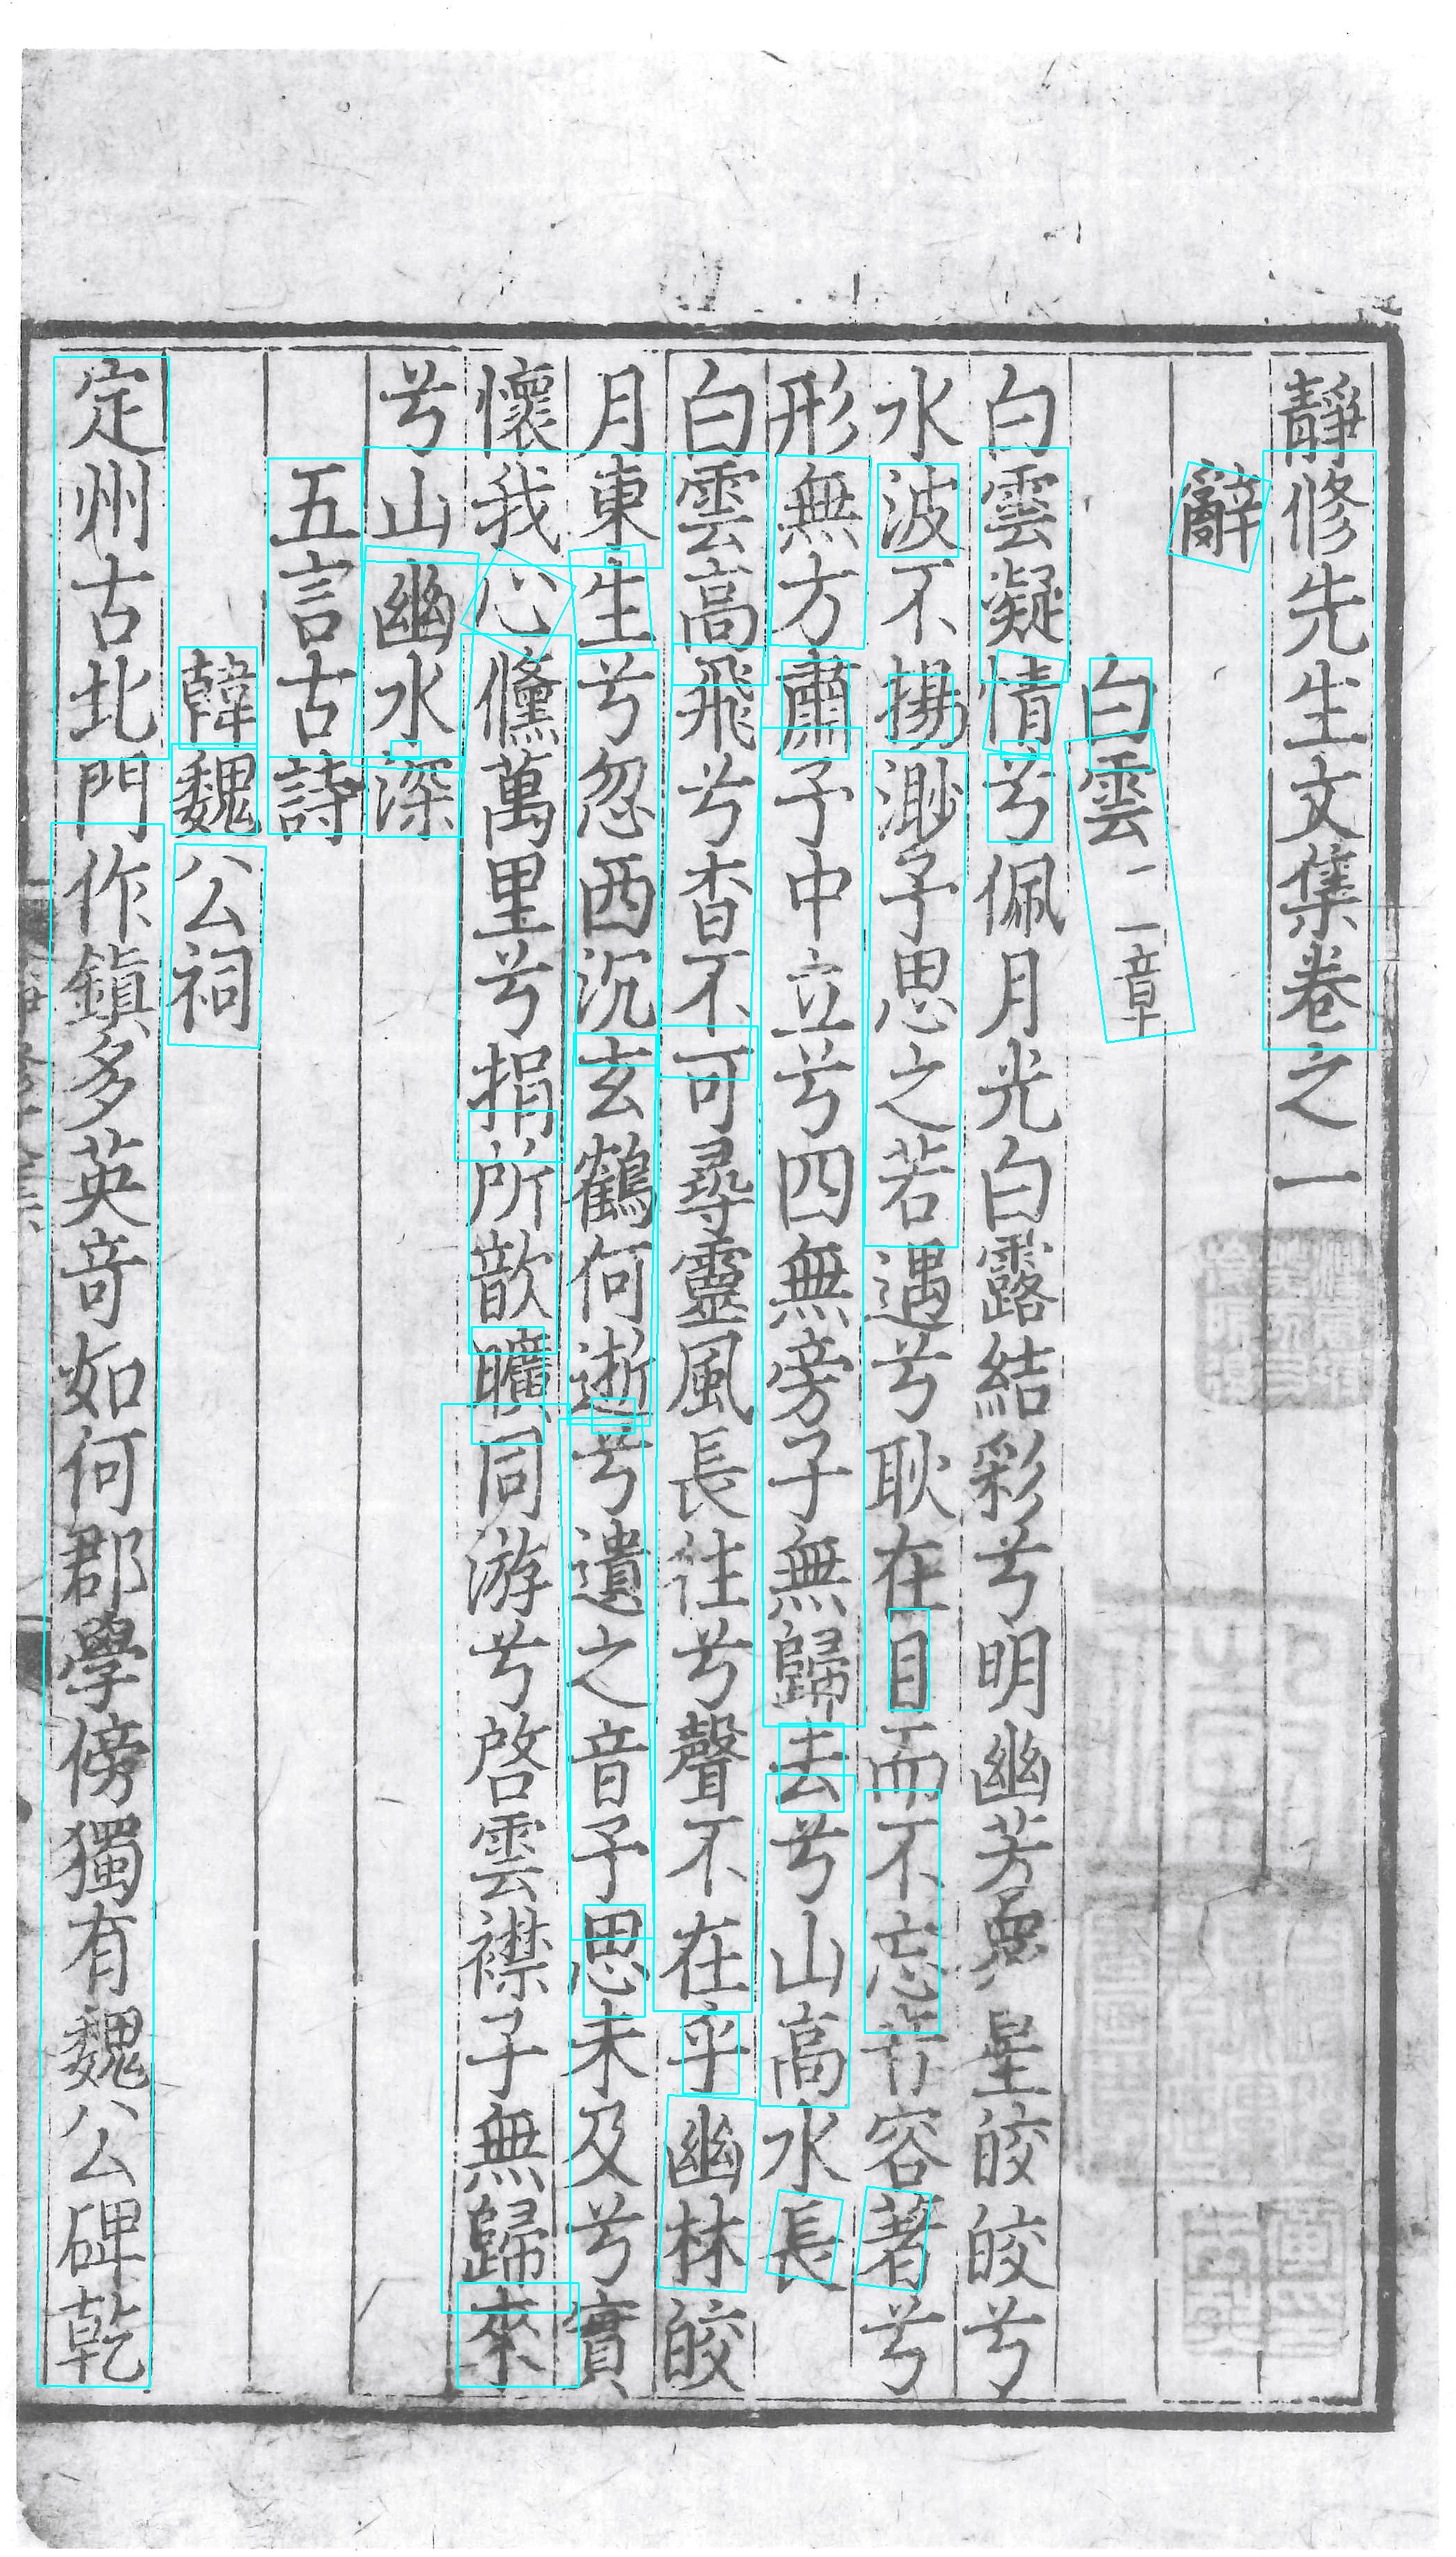 靜修先生文集卷之一
辭
白雲二章
白雲凝情兮佩月光白露結彩兮明幽芳魚星皎皎兮
水波不揚渺予思之若遇兮耿在目而不忘节容著兮
形無方肅予中立兮四無旁子無歸去兮山高水長
白雲高飛兮杳不可尋靈風長往兮聲不在乎幽林皎
月東生兮忽西沉玄鶴何逝兮遺之音予思未及兮實
懷我心儵萬里兮捐所歆曠同游兮啓雲襟子無歸來
兮山幽水深
五言古詩
韓魏公祠
定州古北門作鎮多英竒如何郡學傍獨有魏公碑乾